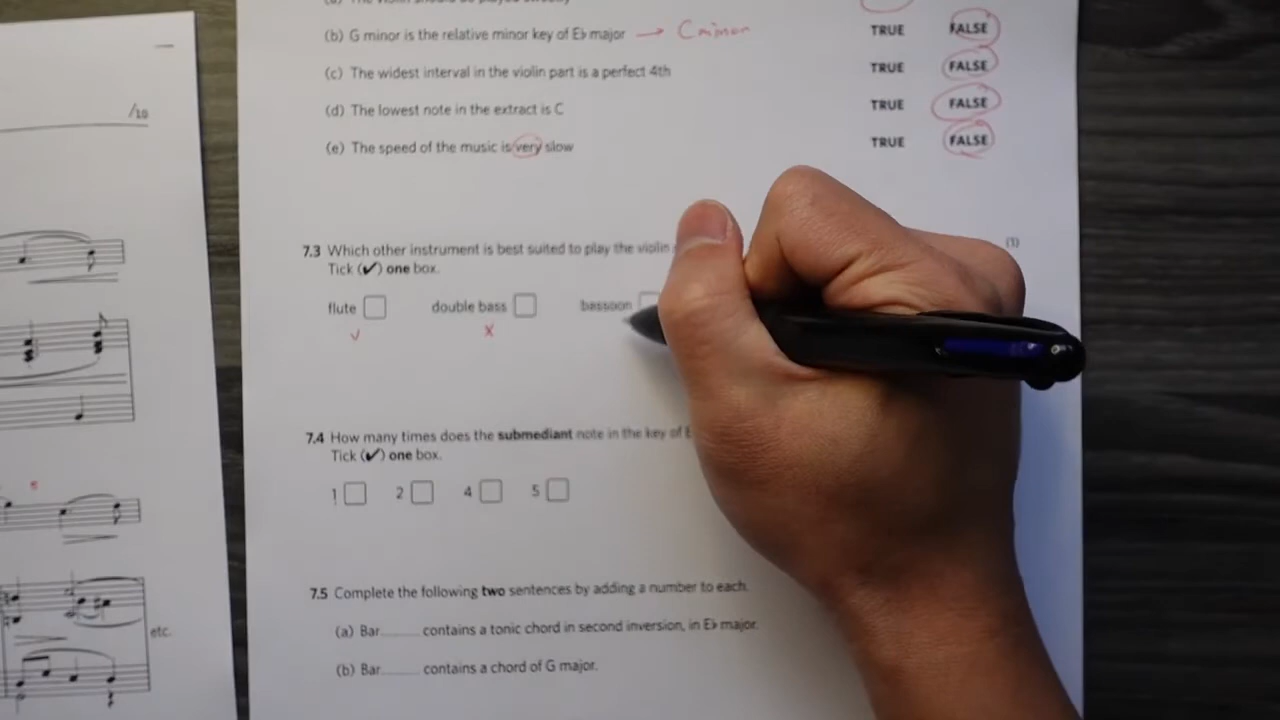 /10
(b) G minor is the relative minor key of E♭ major → C minor TRUE FALSE
(c) The widest interval in the violin part is a perfect 4th TRUE FALSE
(d) The lowest note in the extract is C TRUE FALSE
(e) The speed of the music is very slow TRUE FALSE
7.3 Which other instrument is best suited to play the violin (1)
Tick (✔) one box.
flute double bass bassoon
✓ x
7.4 How many times does the submediant note in the key of
Tick (✔) one box.
1 2 4 5
7.5 Complete the following two sentences by adding a number to each.
(a) Bar ........ contains a tonic chord in second inversion, in E♭ major.
etc.
(b) Bar ........ contains a chord of G major.